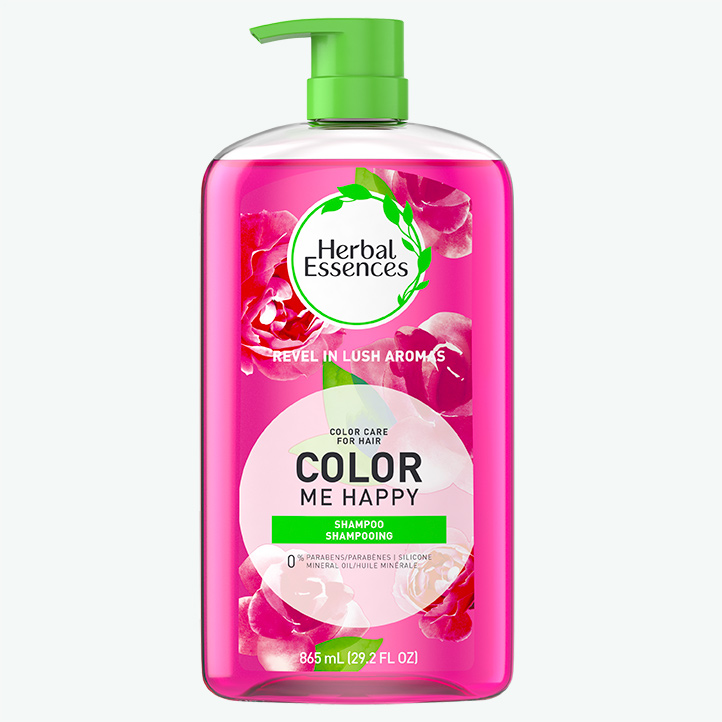 Herbal
Essences
REVEL IN LUSH AROMAS
COLOR CARE
FOR HAIR
COLOR
ME HAPPY
SHAMPOO
SHAMPOOING
0% PARABENS/PARABÈNES | SILICONE
MINERAL OIL/HUILE MINÉRALE
865 mL (29.2 FL OZ)